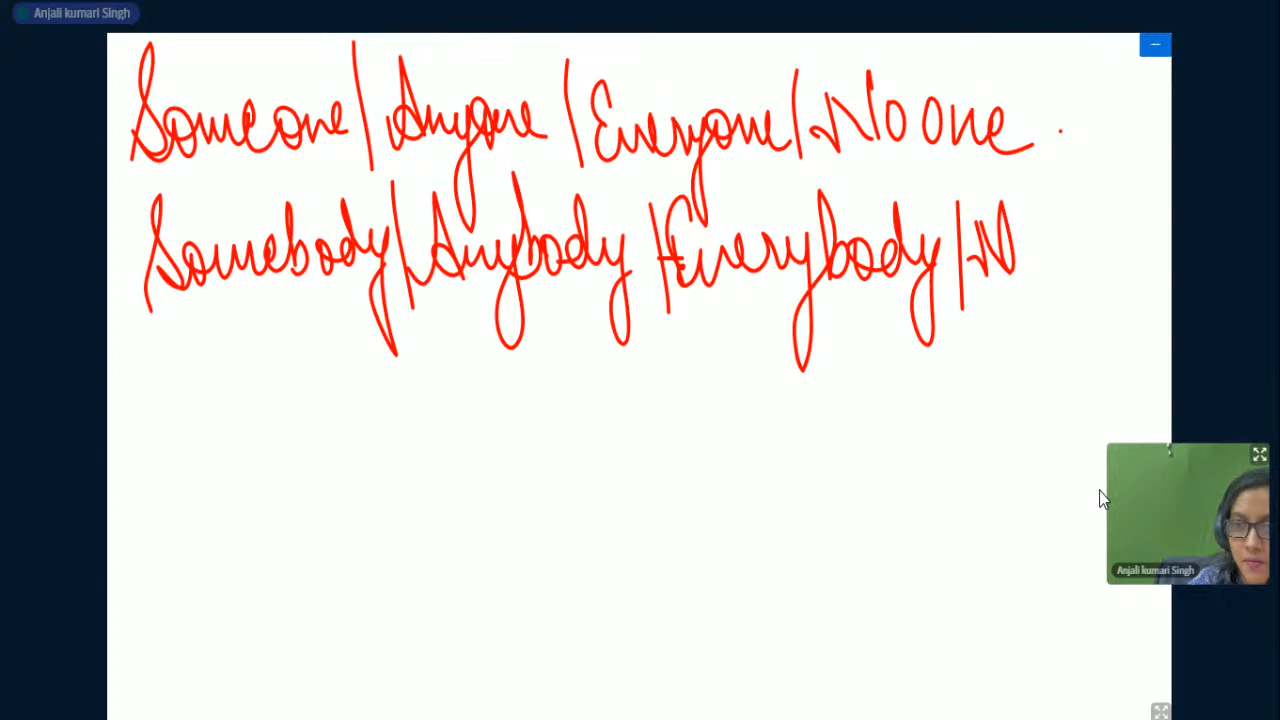 Anjali kumari Singh
Someone / Anyone / Everyone / No one
Somebody / Anybody / Everybody / N
Anjali kumari Singh